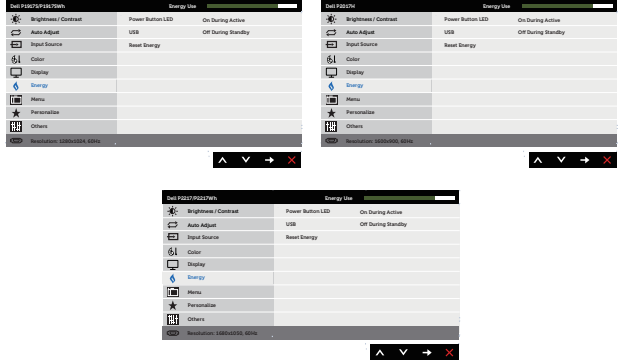 Dell P1917S/P1917SWh Energy Use
Brightness / Contrast Power Button LED On During Active
Auto Adjust USB Off During Standby
Input Source Reset Energy
Color
Display
Energy
Menu
Personalize
Others
Resolution: 1280x1024, 60Hz
Dell P2017H Energy Use
Brightness / Contrast Power Button LED On During Active
Auto Adjust USB Off During Standby
Input Source Reset Energy
Color
Display
Energy
Menu
Personalize
Others
Resolution: 1600x900, 60Hz
Dell P2217/P2217Wh Energy Use
Brightness / Contrast Power Button LED On During Active
Auto Adjust USB Off During Standby
Input Source Reset Energy
Color
Display
Energy
Menu
Personalize
Others
Resolution: 1680x1050, 60Hz